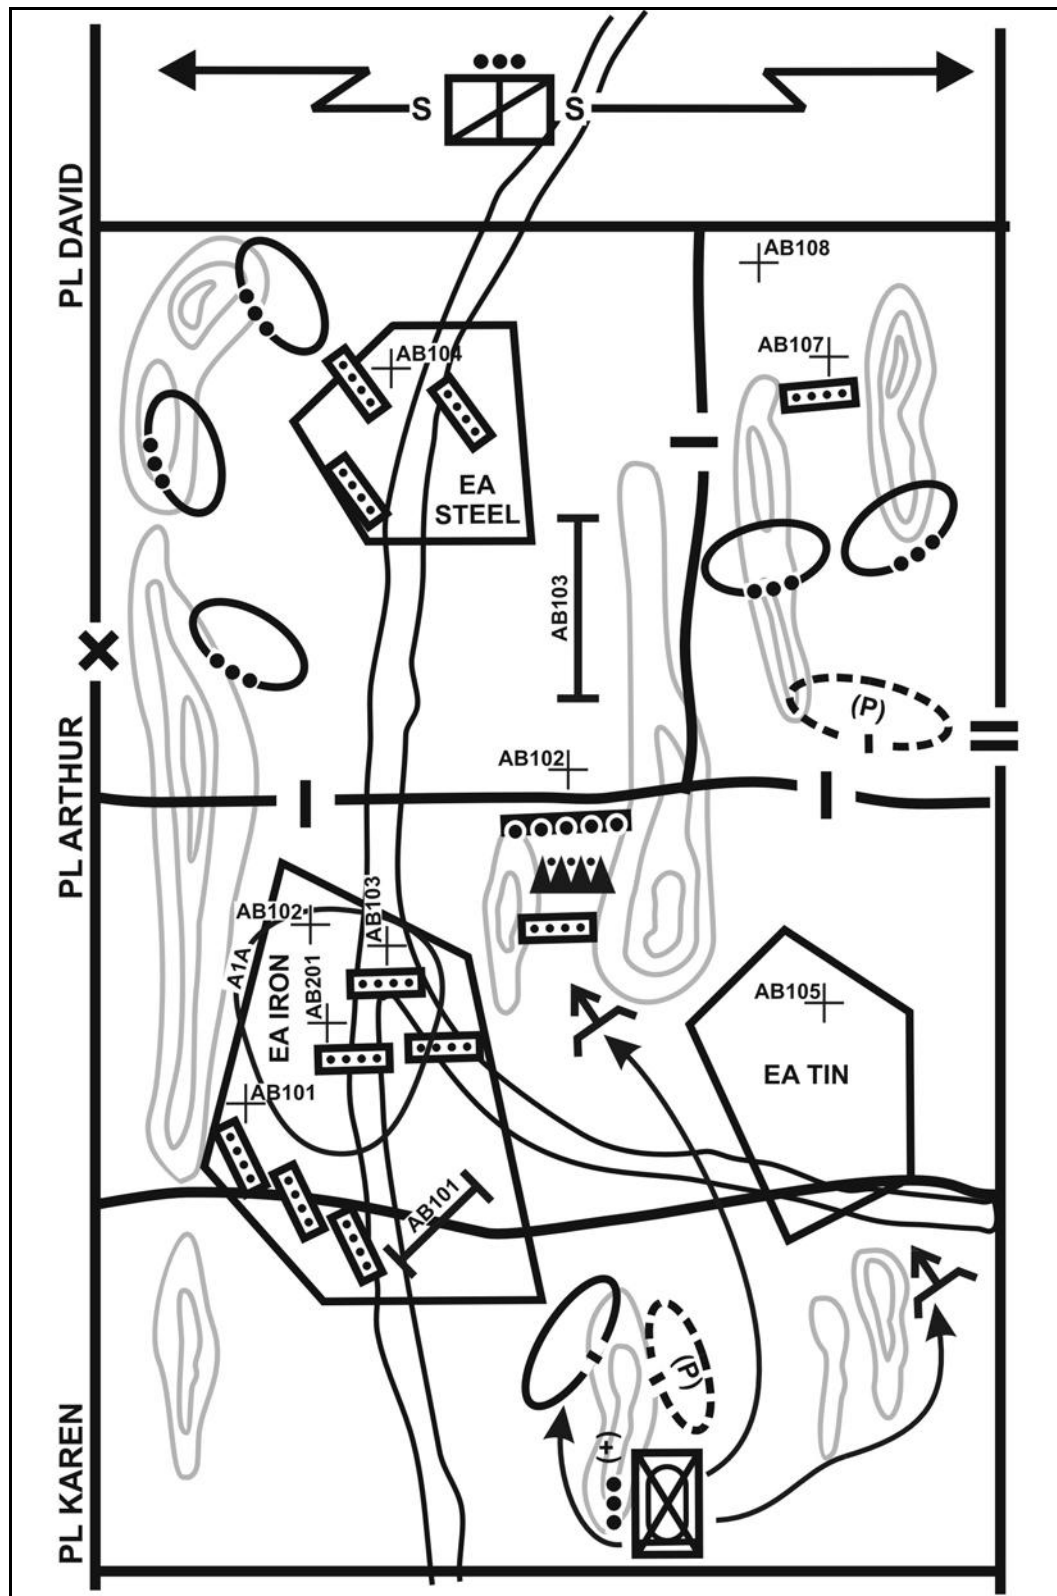 S
S
PL DAVID
AB108
AB104
AB107
EA
STEEL
AB103
(P)
PL ARTHUR
AB102
AB102
AB103
A1A
EA IRON
AB201
AB105
EA TIN
AB101
AB101
(P)
(+)
PL KAREN